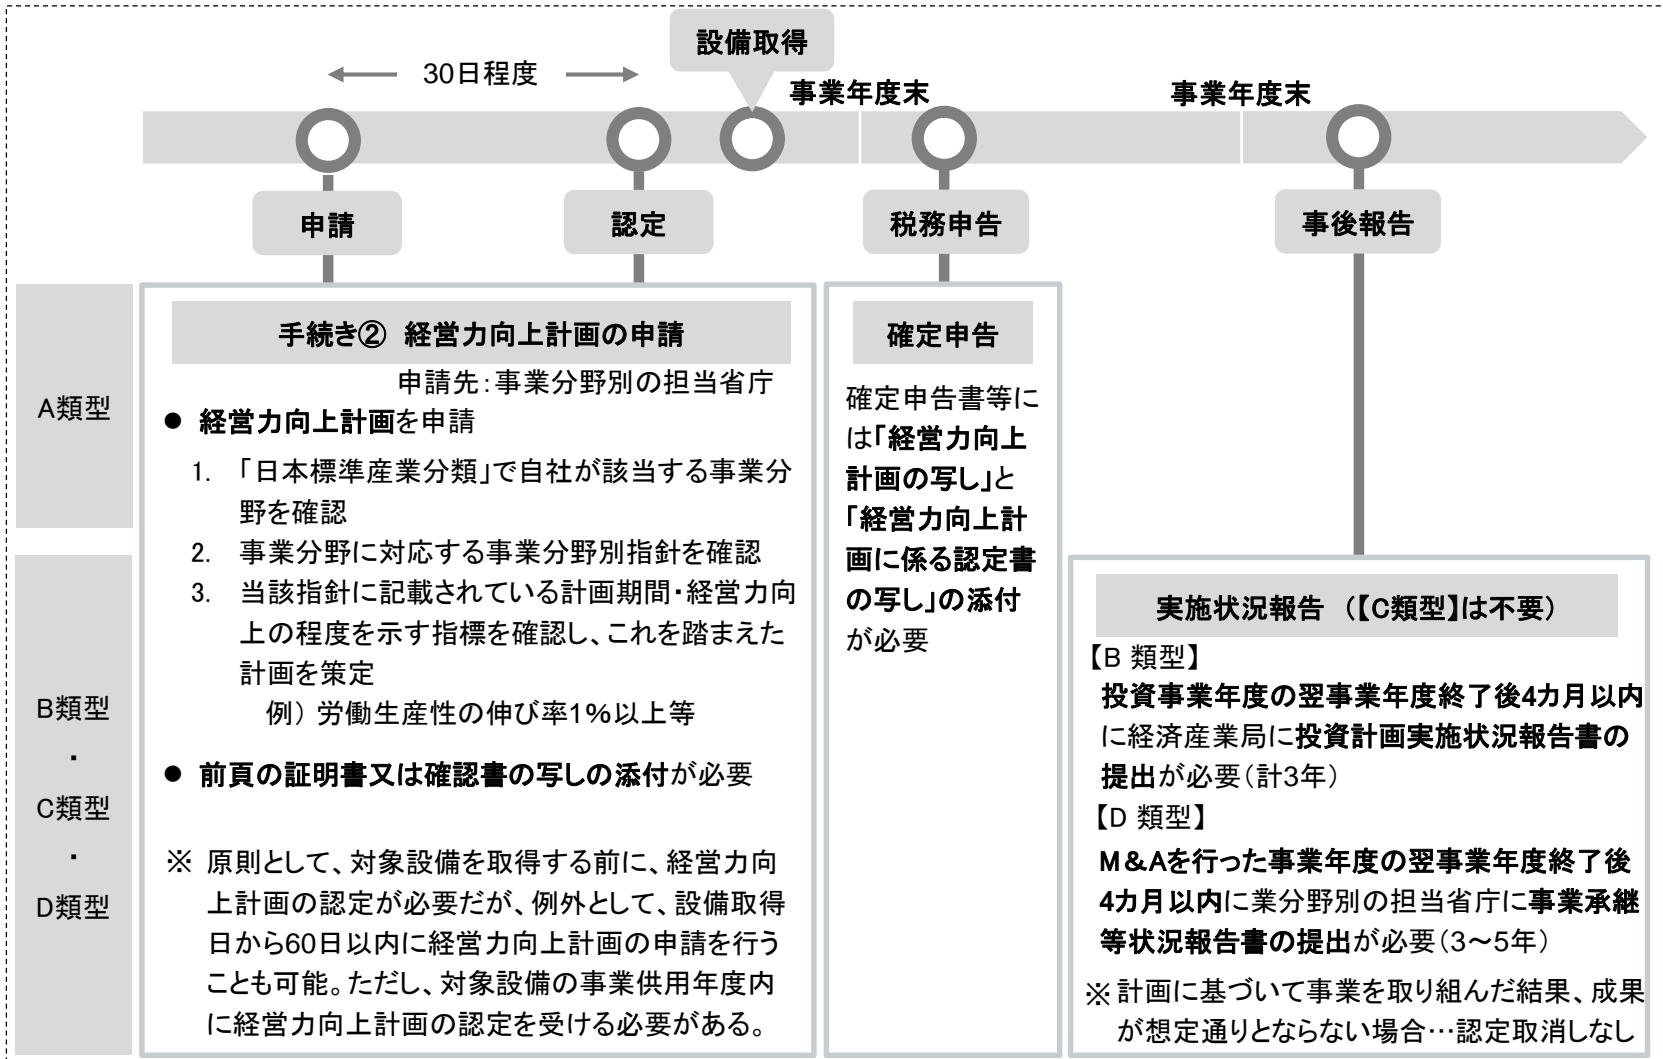 設備取得
30日程度
事業年度末
事業年度末
申請
認定
税務申告
事後報告
A類型
B類型
・
C類型
・
D類型
手続き② 経営力向上計画の申請
申請先：事業分野別の担当省庁
● 経営力向上計画を申請
1. 「日本標準産業分類」で自社が該当する事業分
野を確認
2. 事業分野に対応する事業分野別指針を確認
3. 当該指針に記載されている計画期間・経営力向
上の程度を示す指標を確認し、これを踏まえた
計画を策定
例） 労働生産性の伸び率1％以上等
● 前頁の証明書又は確認書の写しの添付が必要
※ 原則として、対象設備を取得する前に、経営力向
上計画の認定が必要だが、例外として、設備取得
日から60日以内に経営力向上計画の申請を行う
ことも可能。ただし、対象設備の事業供用年度内
に経営力向上計画の認定を受ける必要がある。
確定申告
確定申告書等に
は「経営力向上
計画の写し」と
「経営力向上計
画に係る認定書
の写し」の添付
が必要
実施状況報告 （【C類型】は不要）
【B 類型】
投資事業年度の翌事業年度終了後4カ月以内
に経済産業局に投資計画実施状況報告書の
提出が必要（計3年）
【D 類型】
M＆Aを行った事業年度の翌事業年度終了後
4カ月以内に業分野別の担当省庁に事業承継
等状況報告書の提出が必要（3～5年）
※ 計画に基づいて事業を取り組んだ結果、成果
が想定通りとならない場合…認定取消しなし